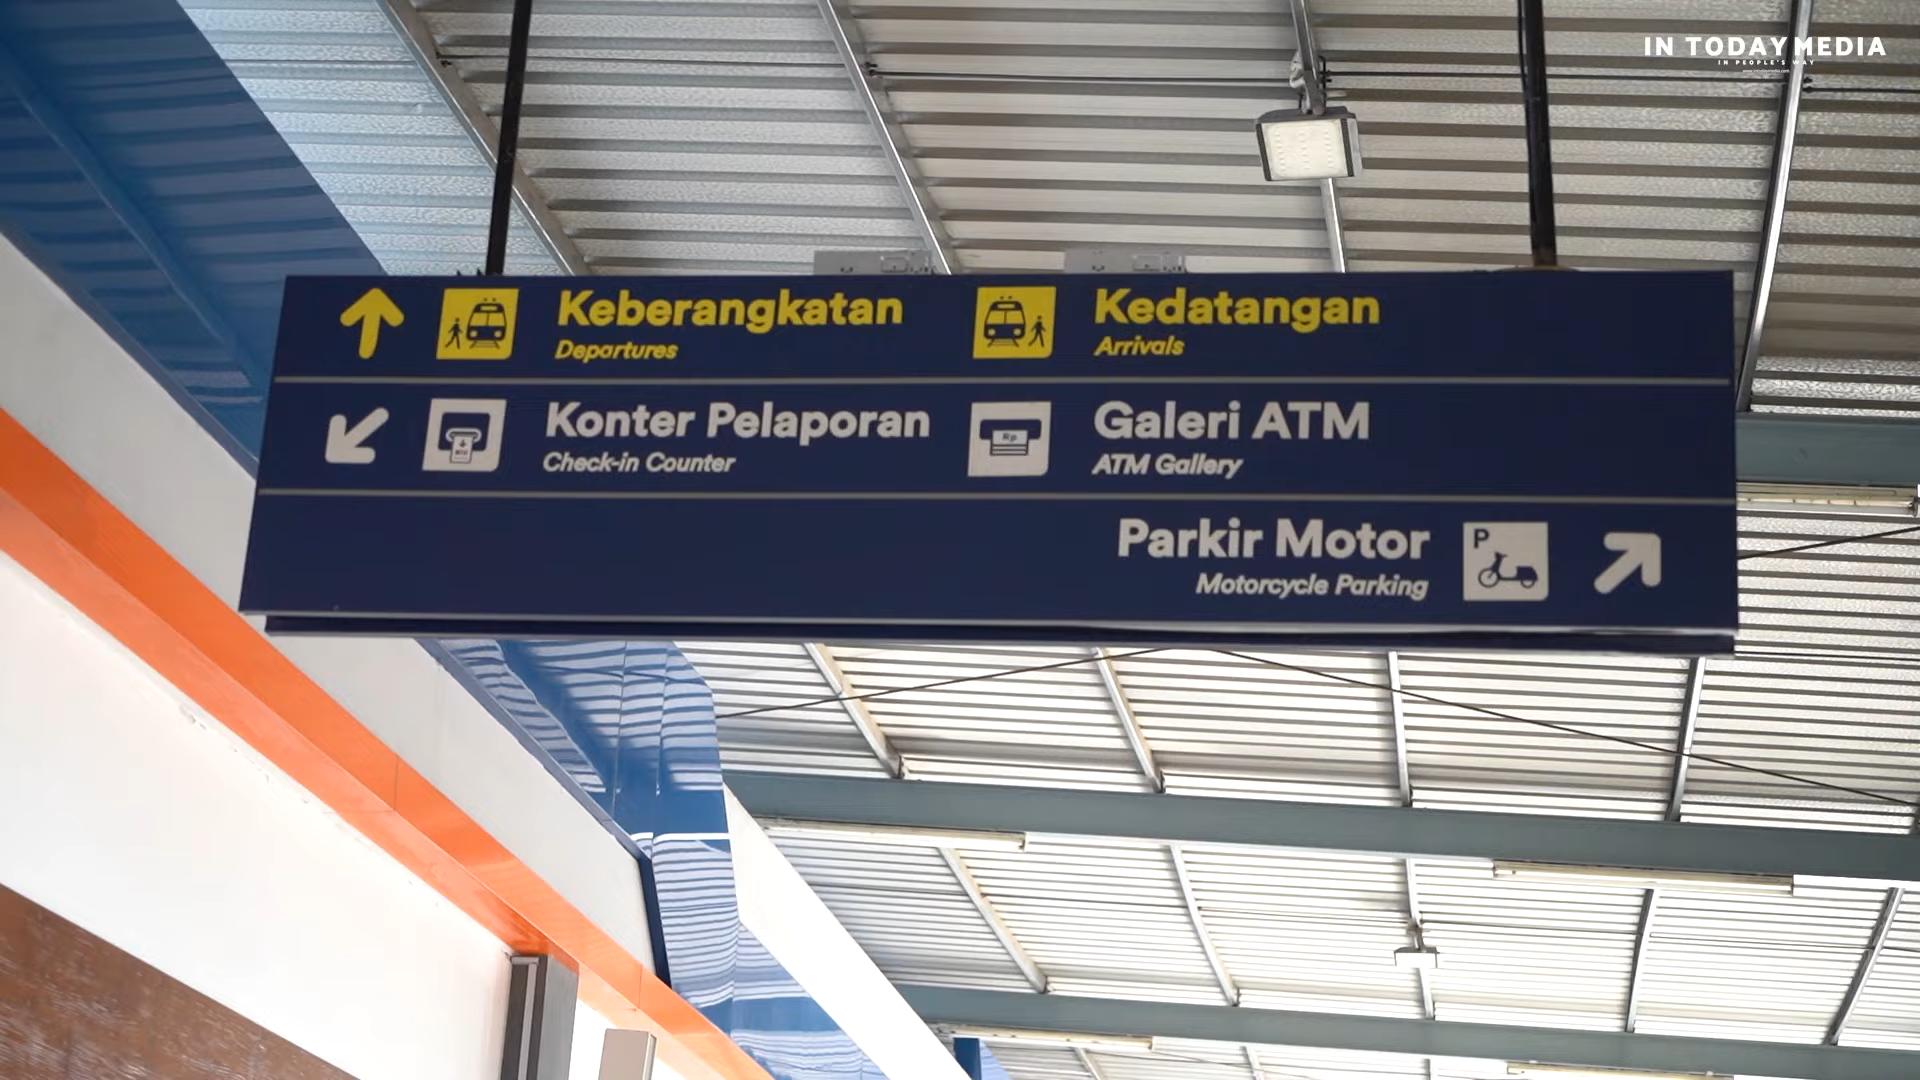 IN TODAY MEDIA
IN PEOPLE'S WAY
Keberangkatan
Departures
Kedatangan
Arrivals
Konter Pelaporan
Check-in Counter
Rp
Galeri ATM
ATM Gallery
Parkir Motor
Motorcycle Parking
P